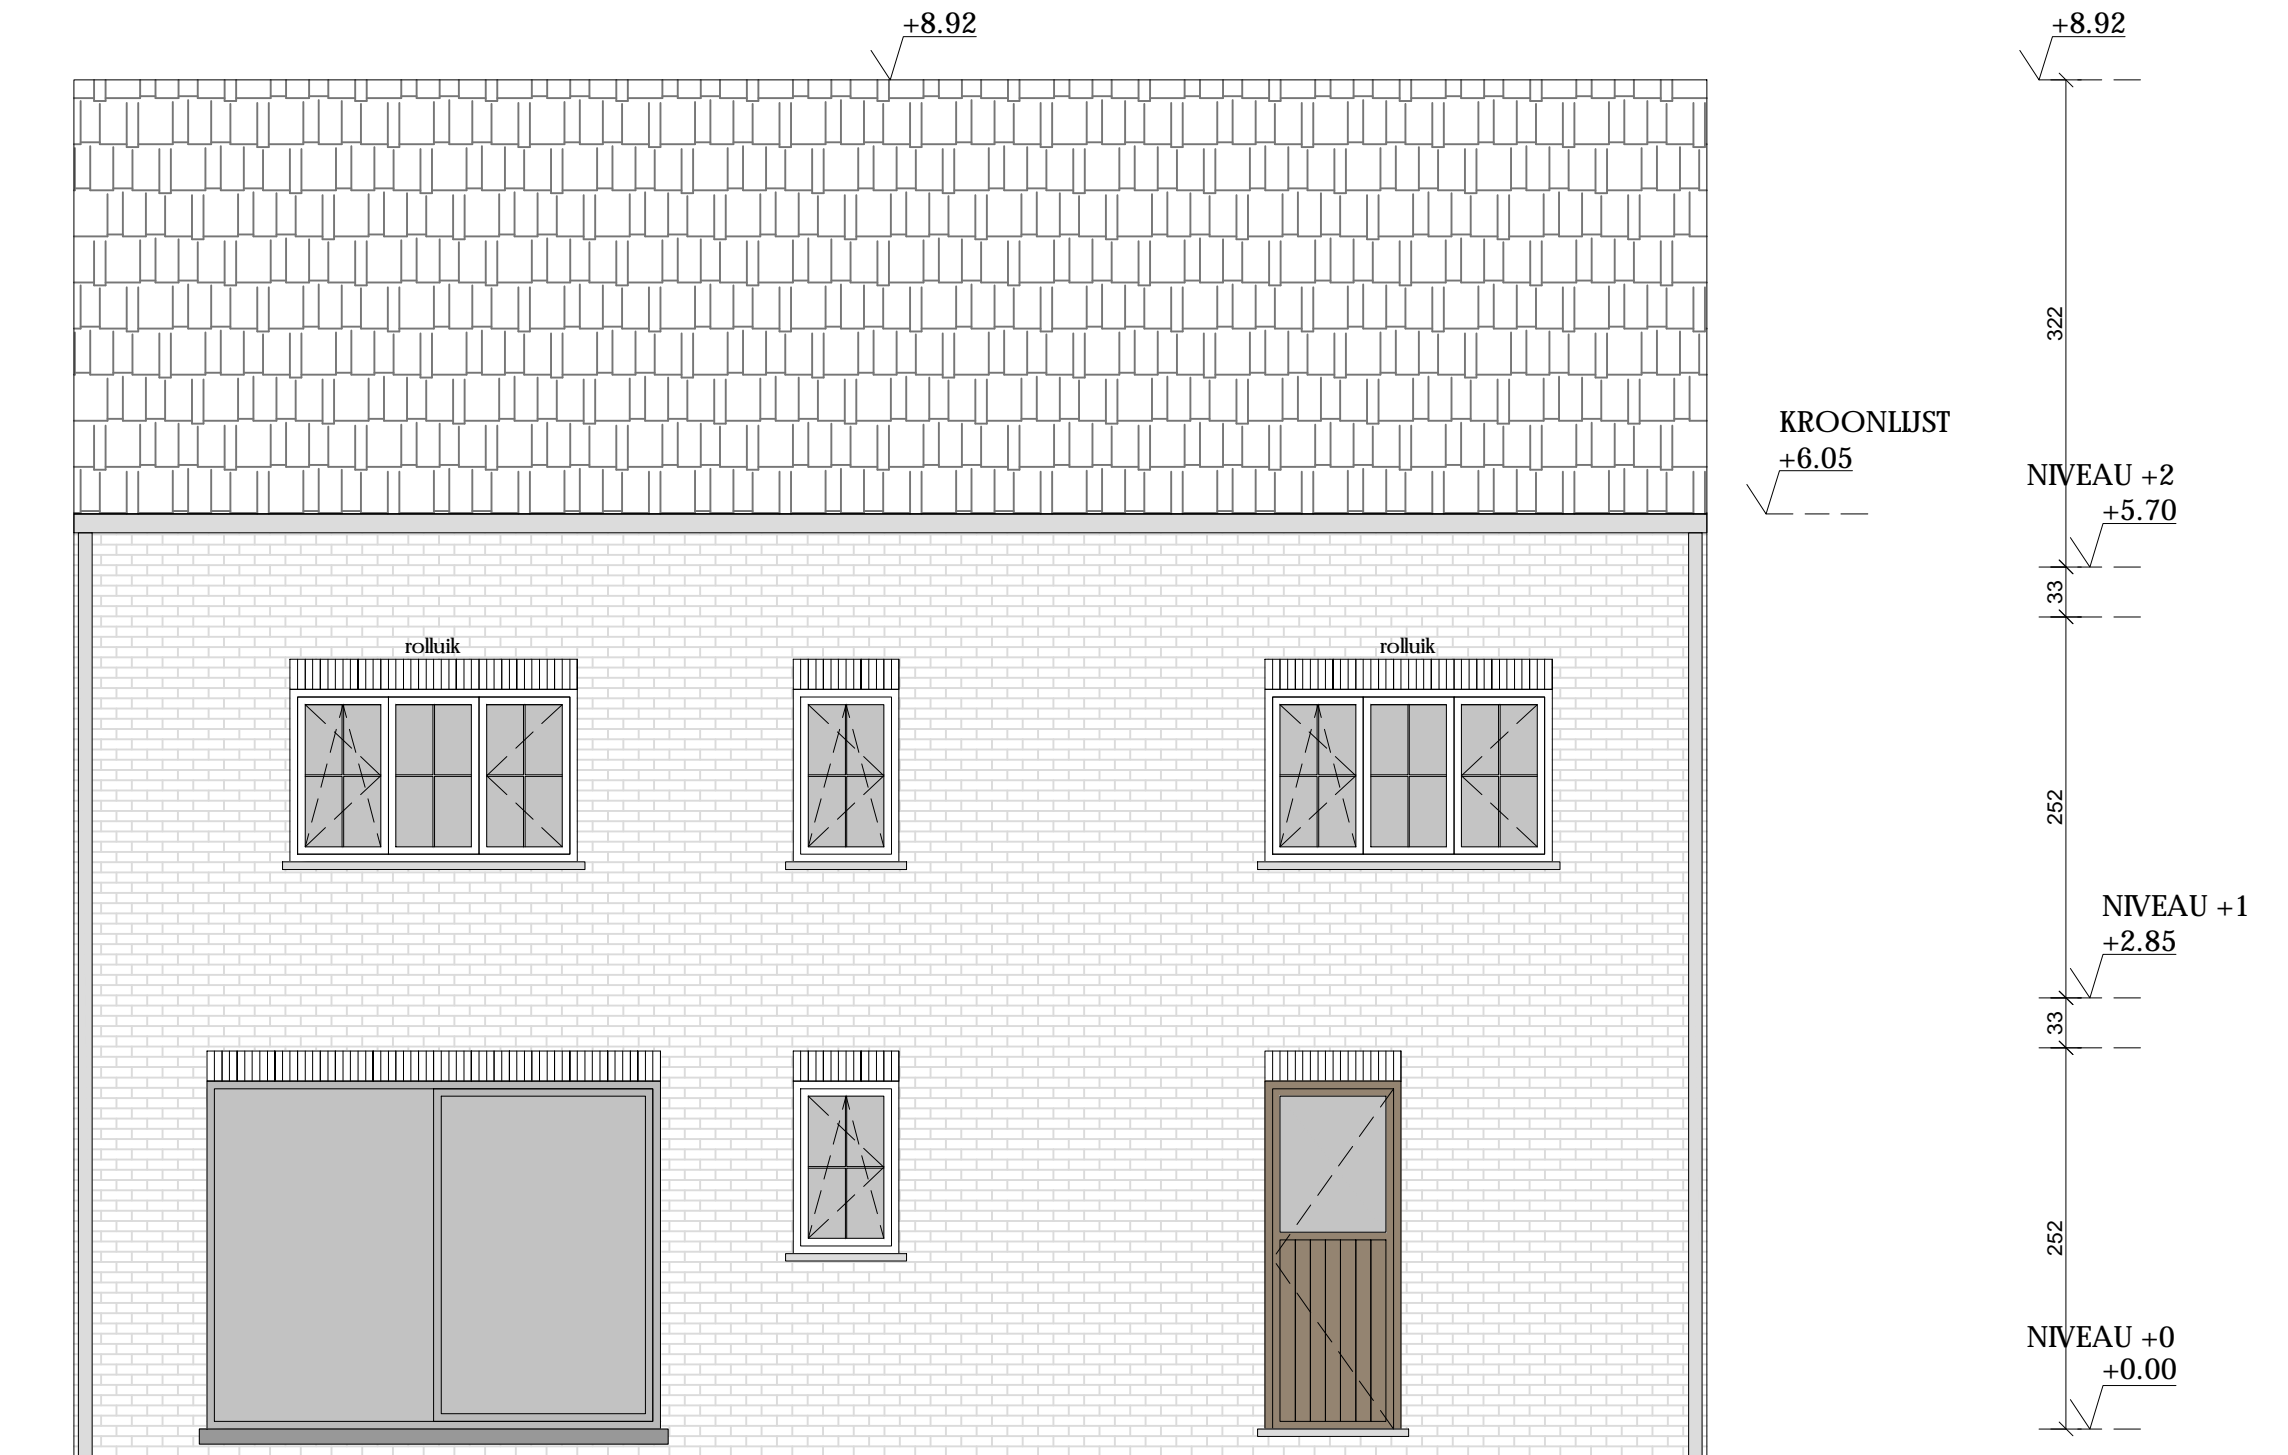 +8.92
+8.92
322
KROONLIJST
+6.05
NIVEAU +2
+5.70
33
rolluik
rolluik
252
NIVEAU +1
+2.85
33
252
NIVEAU +0
+0.00